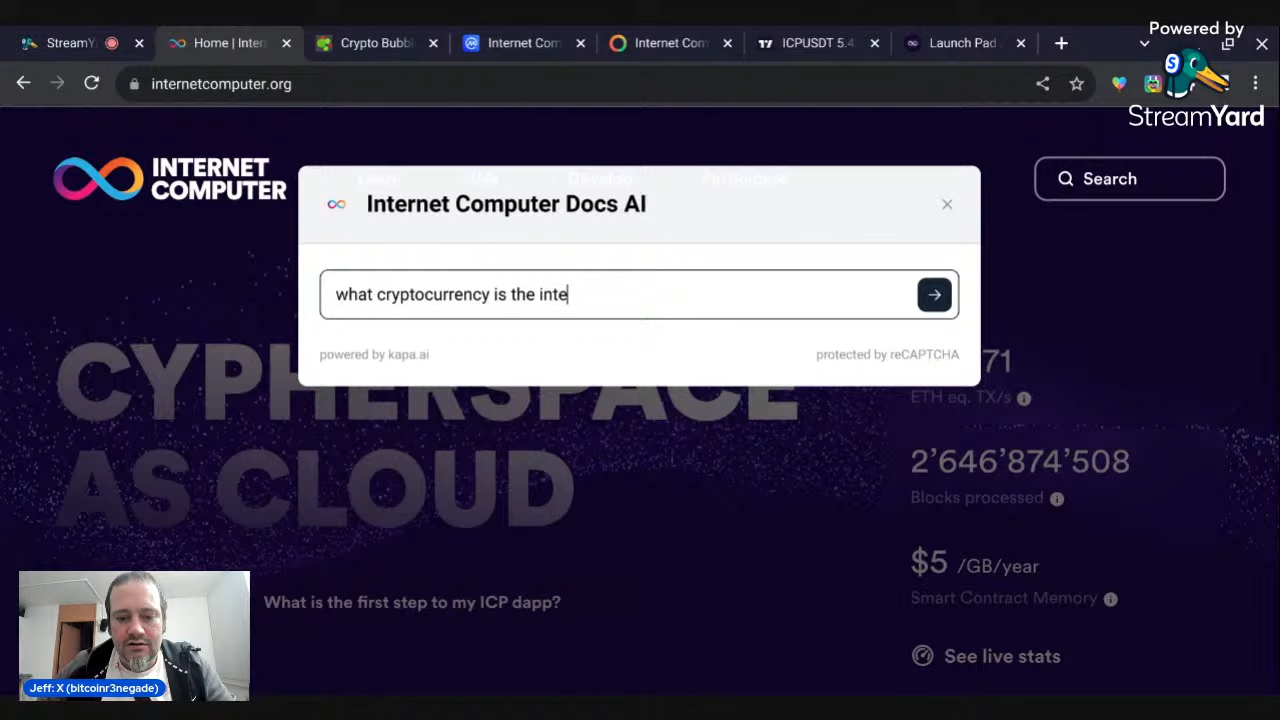 Powered by
StreamY
Home | Inter
Crypto Bubbl
Internet Com
Internet Com
ICPUSDT 5.4
Launch Pad
internetcomputer.org
StreamYard
INTERNET
COMPUTER
Search
Internet Computer Docs AI
what cryptocurrency is the inte
powered by kapa.ai
protected by reCAPTCHA
71
ETH eq. TX/s
CYPHERSPACE
AS CLOUD
2’646’874’508
Blocks processed
$5 /GB/year
Smart Contract Memory
What is the first step to my ICP dapp?
See live stats
Jeff: X (bitcoinr3negade)